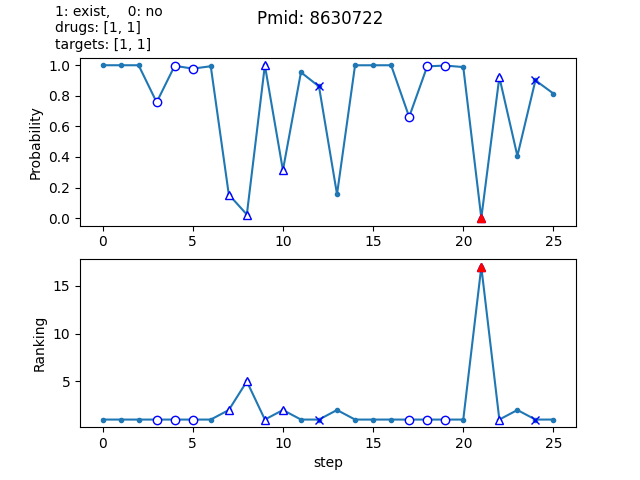 1: exist,    0: no
drugs: [1, 1]
targets: [1, 1]
Pmid: 8630722
1.0
0.8
0.6
0.4
0.2
0.0
Probability
0 5 10 15 20 25
15
10
5
Ranking
0 5 10 15 20 25
step